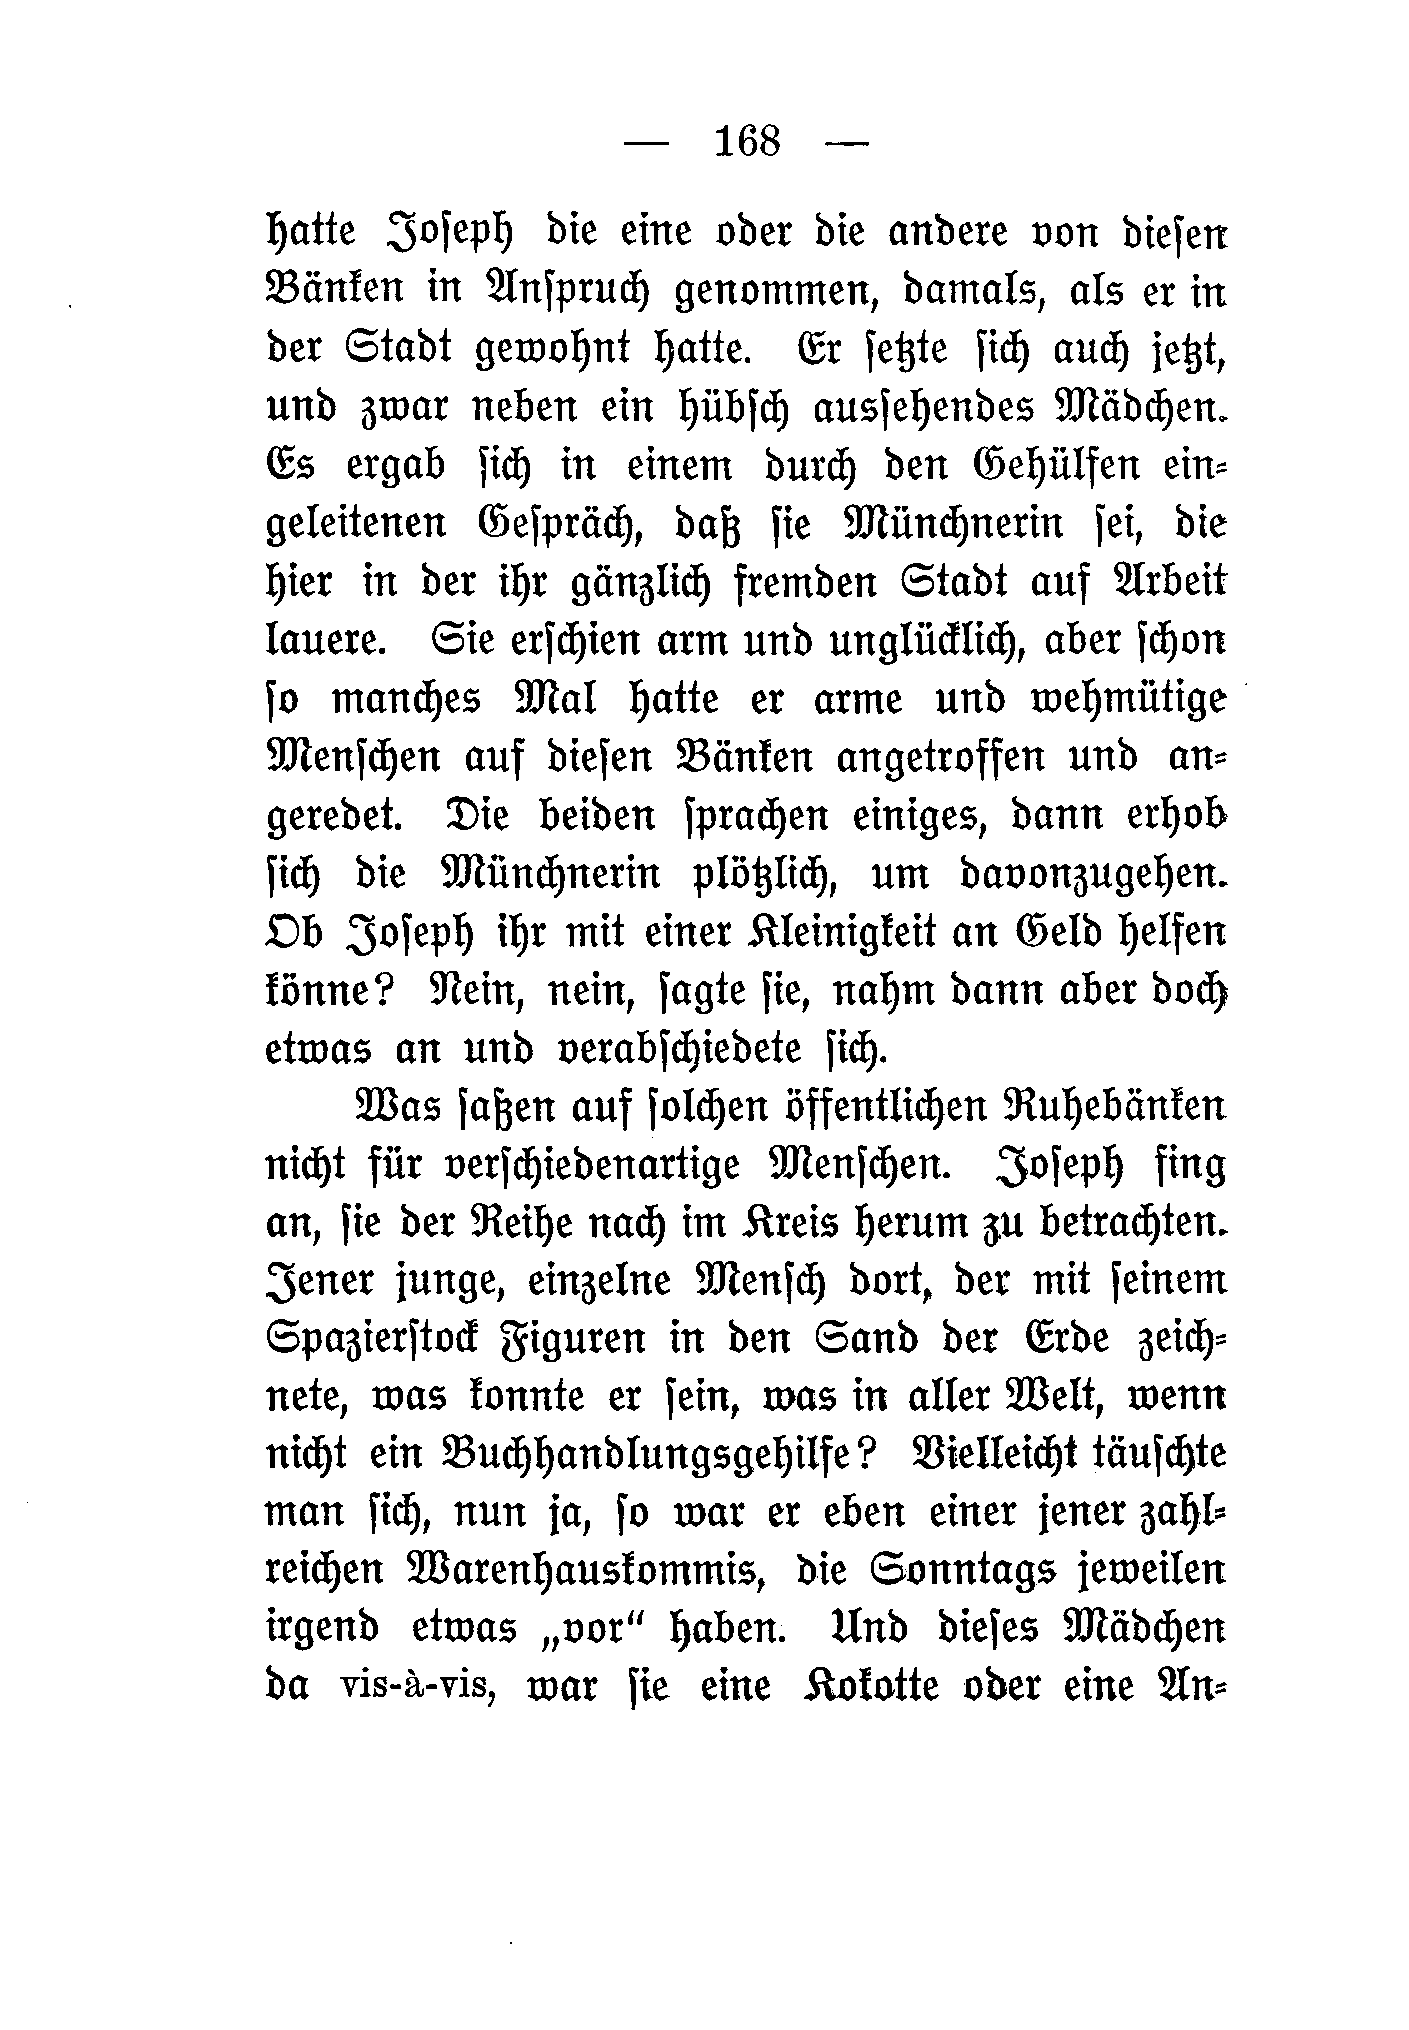 — 168 —
hatte Joſeph die eine oder die andere von dieſen
Bänken in Anſpruch genommen, damals, als er in
der Stadt gewohnt hatte. Er ſetzte ſich auch jetzt,
und zwar neben ein hübſch ausſehendes Mädchen.
Es ergab ſich in einem durch den Gehülfen ein-
geleitenen Geſpräch, daß ſie Münchnerin ſei, die
hier in der ihr gänzlich fremden Stadt auf Arbeit
lauere. Sie erſchien arm und unglücklich, aber ſchon
ſo manches Mal hatte er arme und wehmütige
Menſchen auf dieſen Bänken angetroffen und an-
geredet. Die beiden ſprachen einiges, dann erhob
ſich die Münchnerin plötzlich, um davonzugehen.
Ob Joſeph ihr mit einer Kleinigkeit an Geld helfen
könne? Nein, nein, ſagte ſie, nahm dann aber doch
etwas an und verabſchiedete ſich.
Was ſaßen auf ſolchen öffentlichen Ruhebänken
nicht für verſchiedenartige Menſchen. Joſeph fing
an, ſie der Reihe nach im Kreis herum zu betrachten.
Jener junge, einzelne Menſch dort, der mit ſeinem
Spazierſtock Figuren in den Sand der Erde zeich-
nete, was konnte er ſein, was in aller Welt, wenn
nicht ein Buchhandlungsgehilfe? Vielleicht täuſchte
man ſich, nun ja, ſo war er eben einer jener zahl-
reichen Warenhauskommis, die Sonntags jeweilen
irgend etwas „vor“ haben. Und dieſes Mädchen
da vis-à-vis, war ſie eine Kokotte oder eine An-